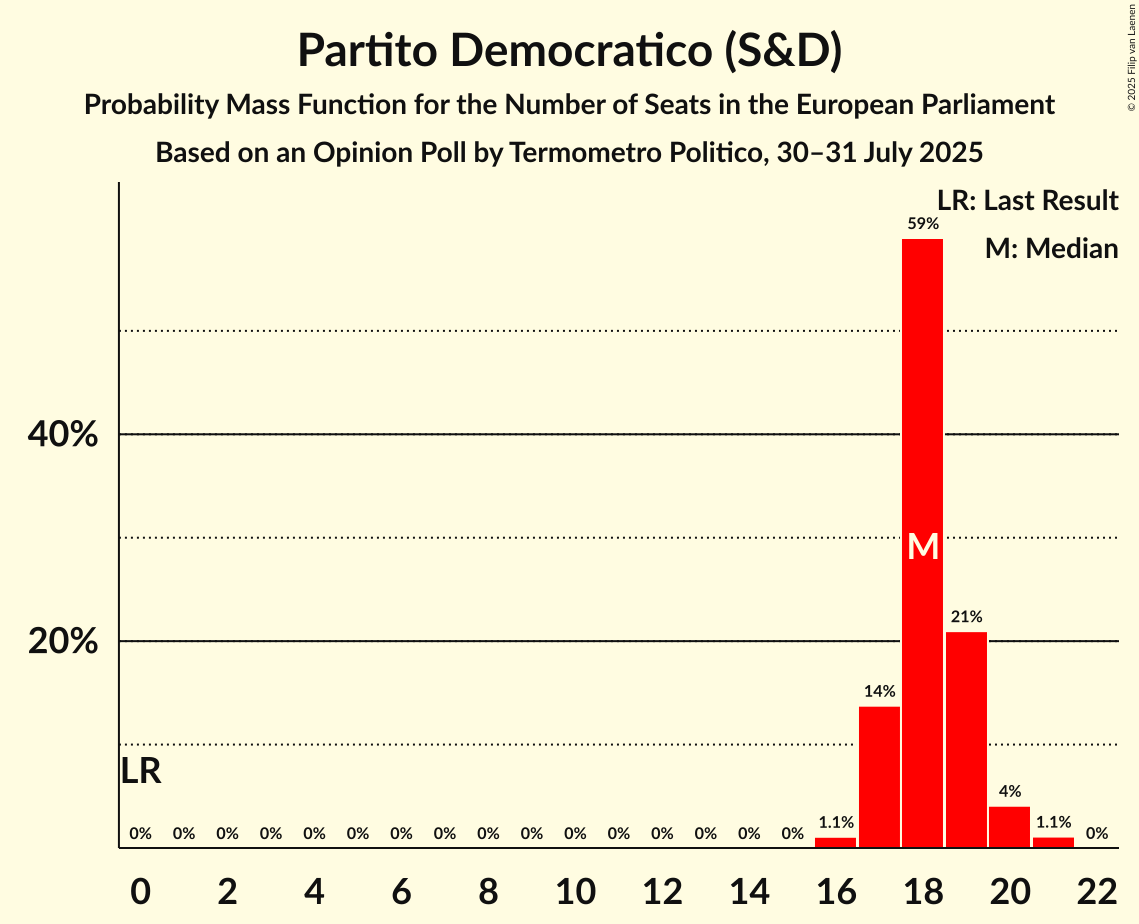 Partito Democratico (S&D)
Probability Mass Function for the Number of Seats in the European Parliament
Based on an Opinion Poll by Termometro Politico, 30–31 July 2025
© 2025 Filip van Laenen
LR: Last Result
M: Median
59%
40%
M
20%
21%
14%
LR
4%
0% 0% 0% 0% 0% 0% 0% 0% 0% 0% 0% 0% 0% 0% 0% 0% 1.1% 1.1% 0%
0 2 4 6 8 10 12 14 16 18 20 22